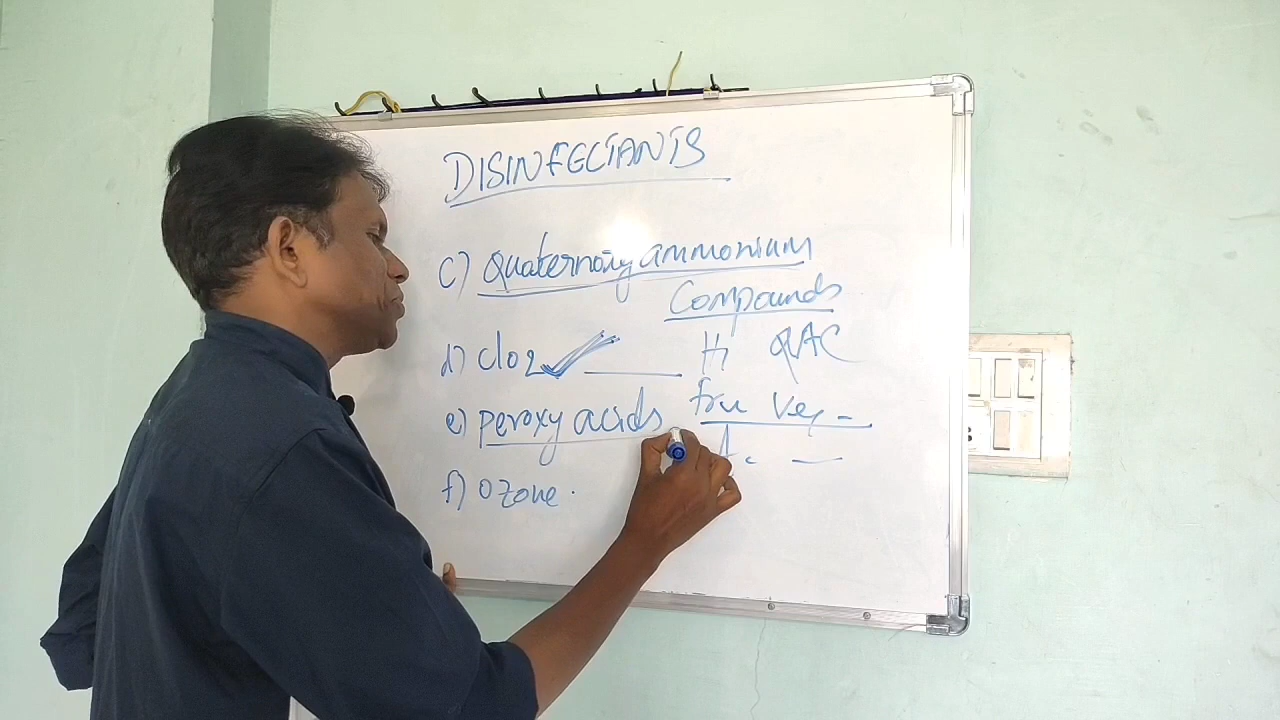 DISINFECTANTS
c) Quaternary ammonium
Compounds
d) ClO2 QAC
e) peroxy acids
f) Ozone.